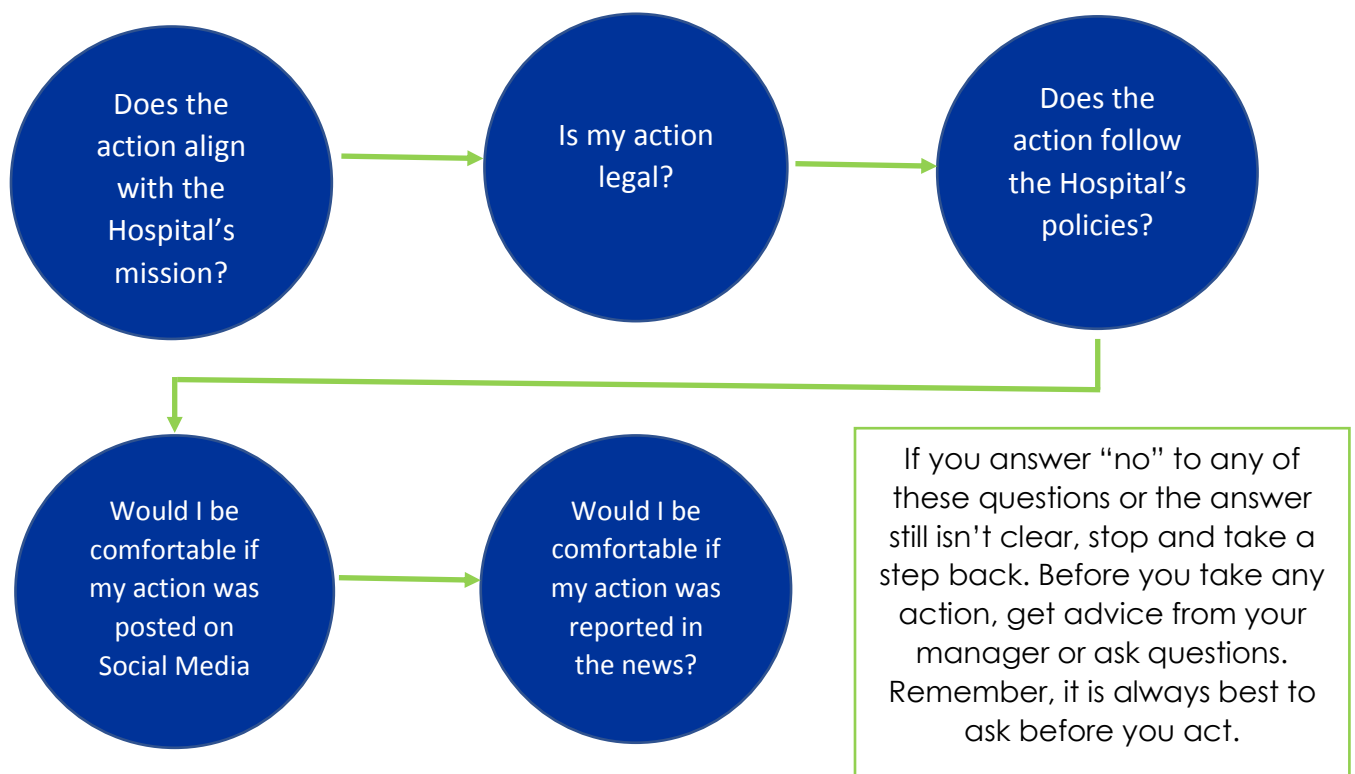 Does the
action align
with the
Hospital’s
mission?
Is my action
legal?
Does the
action follow
the Hospital’s
policies?
Would I be
comfortable if
my action was
posted on
Social Media
Would I be
comfortable if
my action was
reported in
the news?
If you answer “no” to any of
these questions or the answer
still isn’t clear, stop and take a
step back. Before you take any
action, get advice from your
manager or ask questions.
Remember, it is always best to
ask before you act.